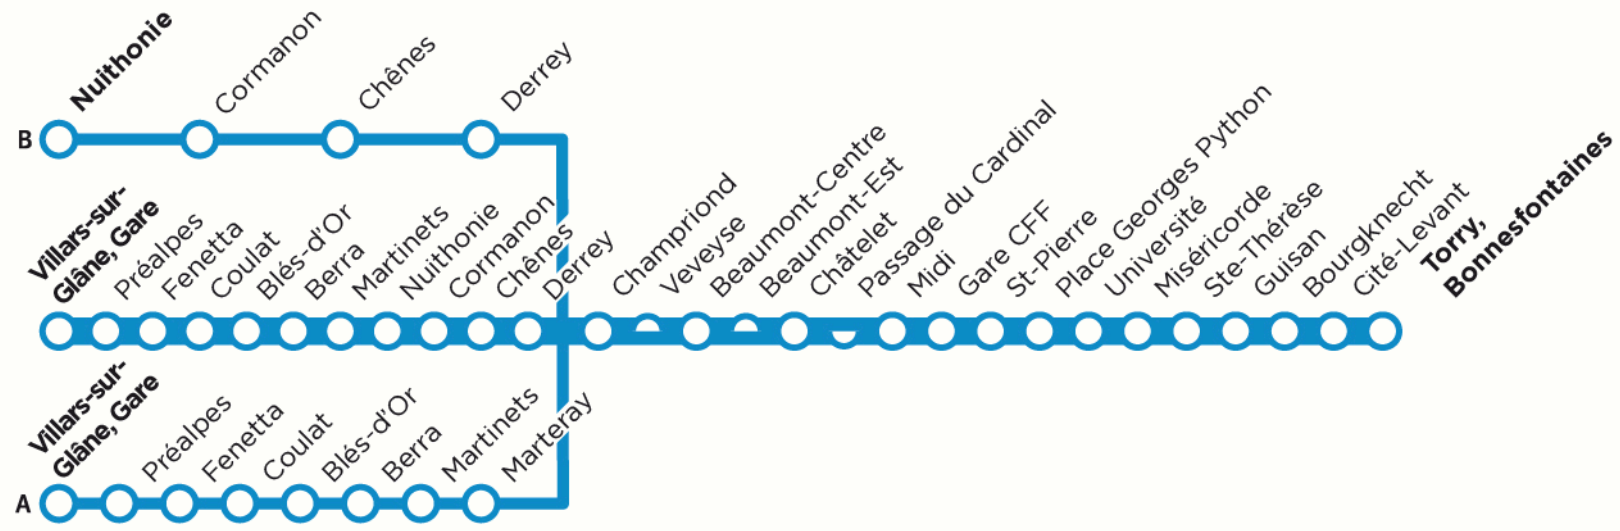 B
Nuithonie
Cormanon
Chênes
Derrey
Villars-sur-
Glâne, Gare
Préalpes
Fenetta
Coulat
Blés-d'Or
Berra
Martinets
Nuithonie
Cormanon
Chênes
Derrey
Champriond
Veveyse
Beaumont-Centre
Beaumont-Est
Châtelet
Passage du Cardinal
Midi
Gare CFF
St-Pierre
Place Georges Python
Université
Miséricorde
Ste-Thérèse
Guisan
Bourgknecht
Cité-Levant
Torry,
Bonnesfontaines
A
Villars-sur-
Glâne, Gare
Préalpes
Fenetta
Coulat
Blés-d'Or
Berra
Martinets
Marteray